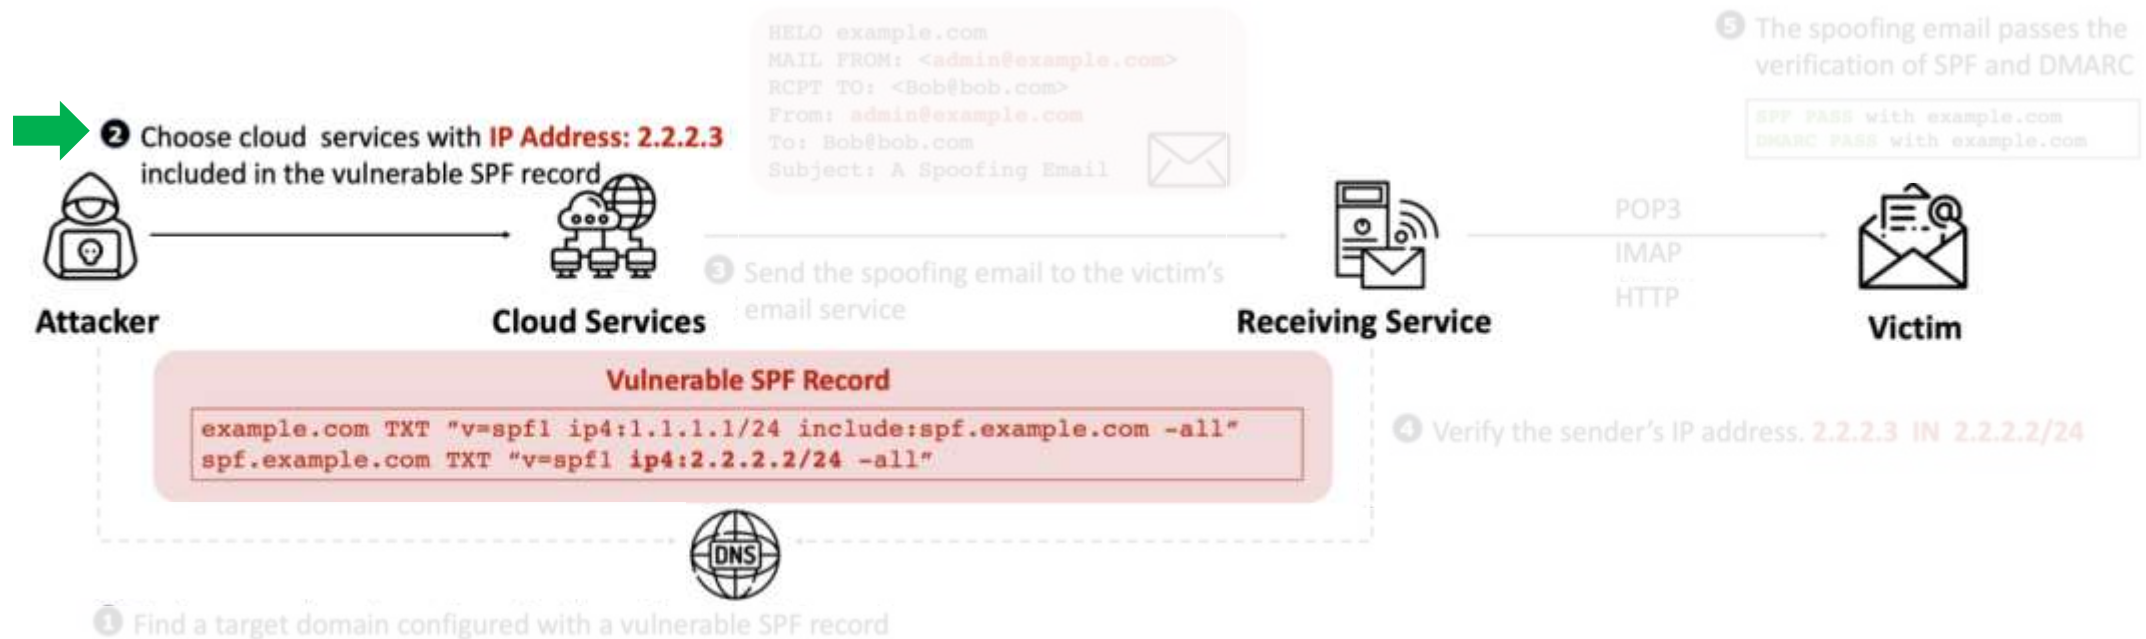 HELO example.com
MAIL FROM: <admin@example.com>
RCPT TO: <Bob@bob.com>
From: admin@example.com
To: Bob@bob.com
Subject: A Spoofing Email
5 The spoofing email passes the
verification of SPF and DMARC
SPF PASS with example.com
DMARC PASS with example.com
2 Choose cloud services with IP Address: 2.2.2.3
included in the vulnerable SPF record
POP3
IMAP
HTTP
3 Send the spoofing email to the victim's
email service
Attacker
Cloud Services
Receiving Service
Victim
Vulnerable SPF Record
example.com TXT "v=spf1 ip4:1.1.1.1/24 include:spf.example.com -all"
spf.example.com TXT "v=spf1 ip4:2.2.2.2/24 -all"
4 Verify the sender's IP address. 2.2.2.3 IN 2.2.2.2/24
DNS
1 Find a target domain configured with a vulnerable SPF record